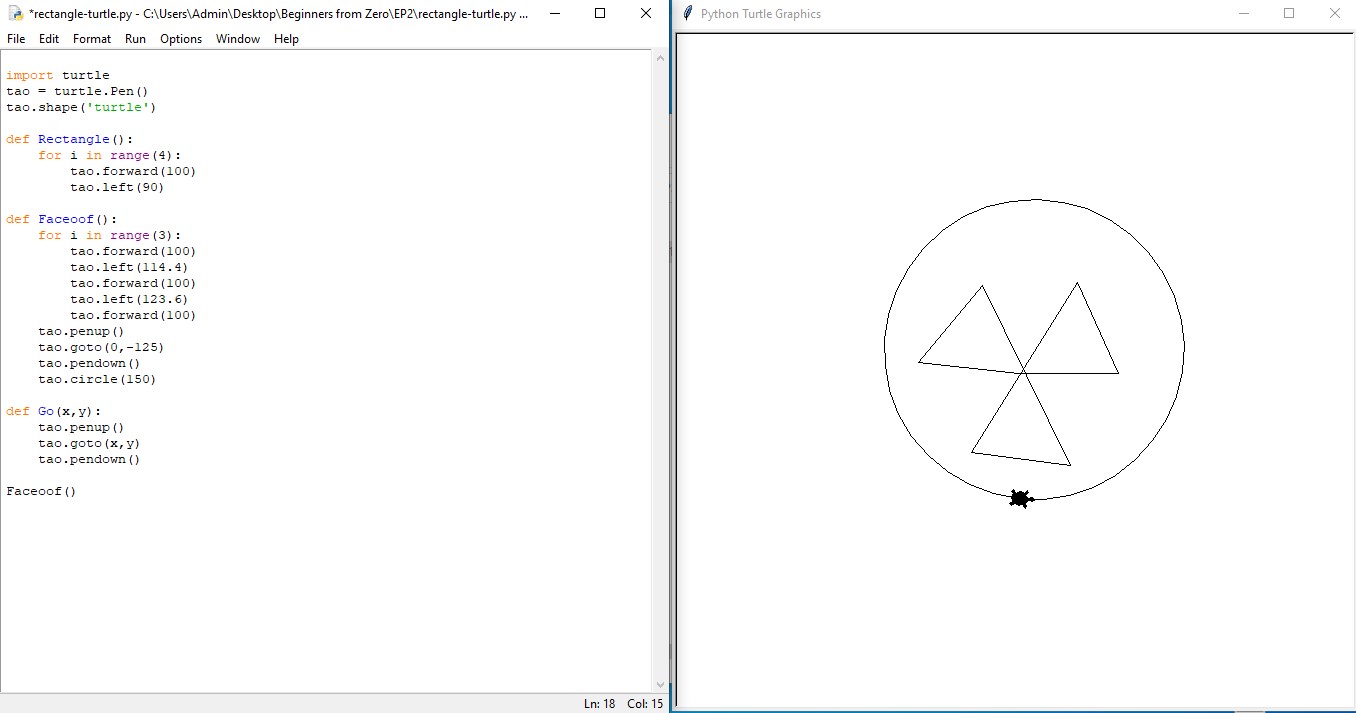 *rectangle-turtle.py - C:\Users\Admin\Desktop\Beginners from Zero\EP2\rectangle-turtle.py ...
File Edit Format Run Options Window Help
import turtle
tao = turtle.Pen()
tao.shape('turtle')
def Rectangle():
    for i in range(4):
        tao.forward(100)
        tao.left(90)
def Faceoof():
    for i in range(3):
        tao.forward(100)
        tao.left(114.4)
        tao.forward(100)
        tao.left(123.6)
        tao.forward(100)
    tao.penup()
    tao.goto(0,-125)
    tao.pendown()
    tao.circle(150)
def Go(x,y):
    tao.penup()
    tao.goto(x,y)
    tao.pendown()
Faceoof()
Ln: 18 Col: 15
Python Turtle Graphics